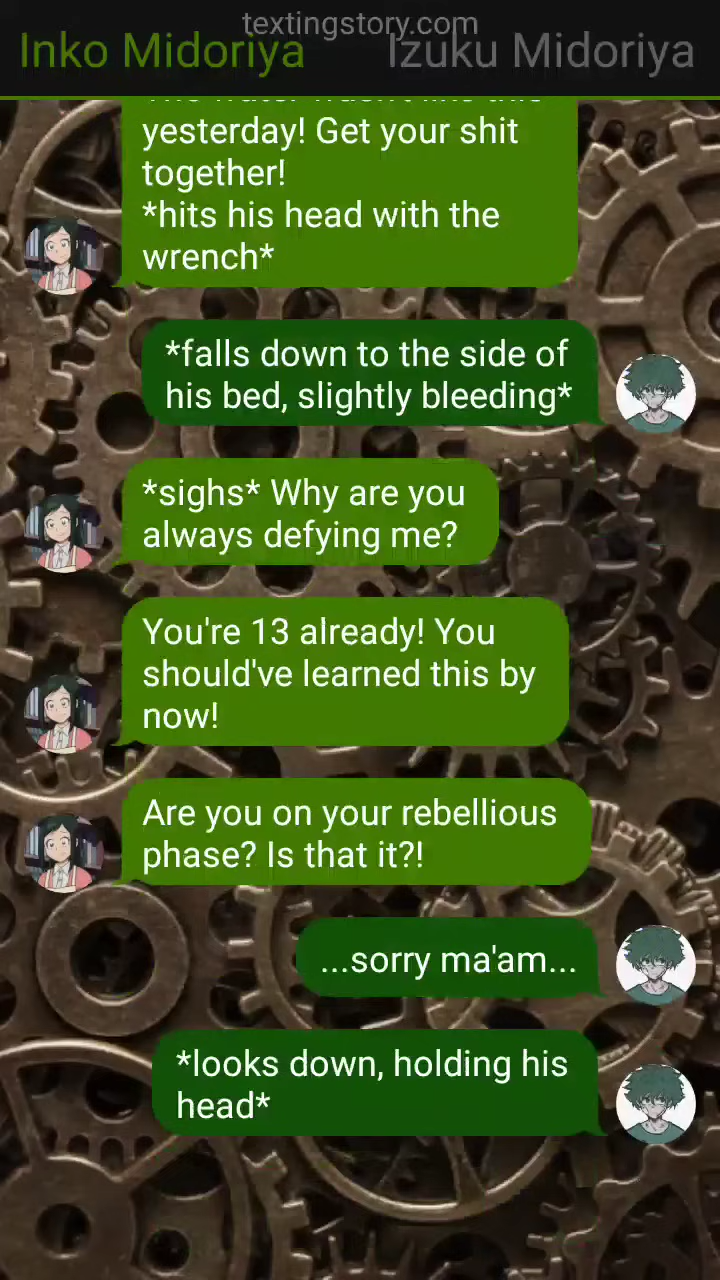 textingstory.com
Inko Midoriya
Izuku Midoriya
yesterday! Get your shit
together!
*hits his head with the
wrench*
*falls down to the side of
his bed, slightly bleeding*
*sighs* Why are you
always defying me?
You're 13 already! You
should've learned this by
now!
Are you on your rebellious
phase? Is that it?!
...sorry ma'am...
*looks down, holding his
head*